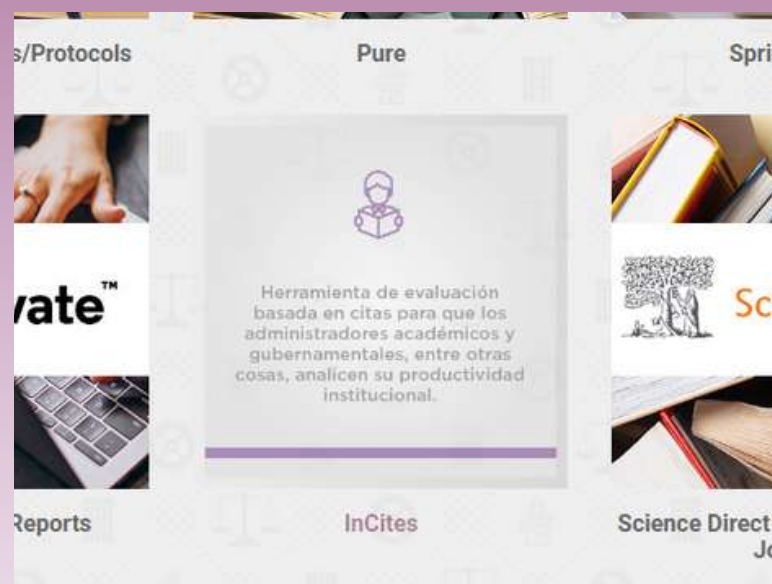 s/Protocols
Pure
Spri
vate™
Herramienta de evaluación
basada en citas para que los
administradores académicos y
gubernamentales, entre otras
cosas, analicen su productividad
institucional.
Sc
Reports
InCites
Science Direct
Jo